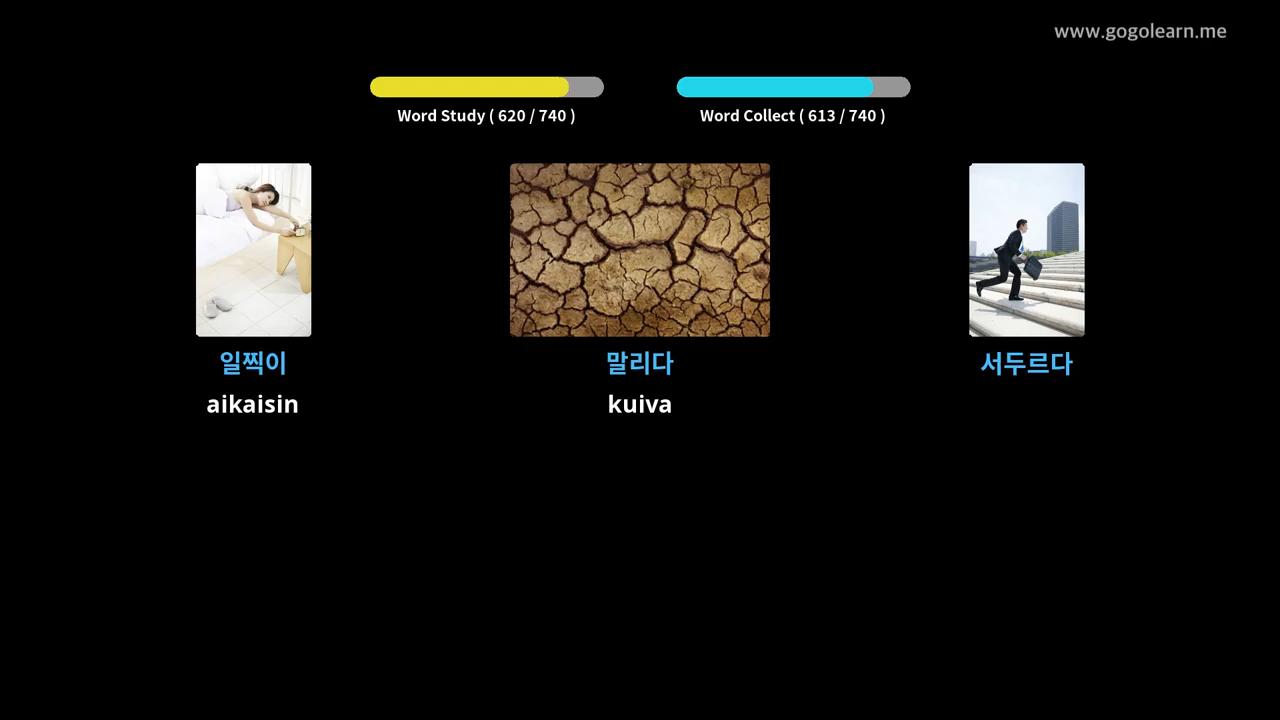 www.gogolearn.me
Word Study ( 620 / 740 )
Word Collect ( 613 / 740 )
일찍이
말리다
서두르다
aikaisin
kuiva